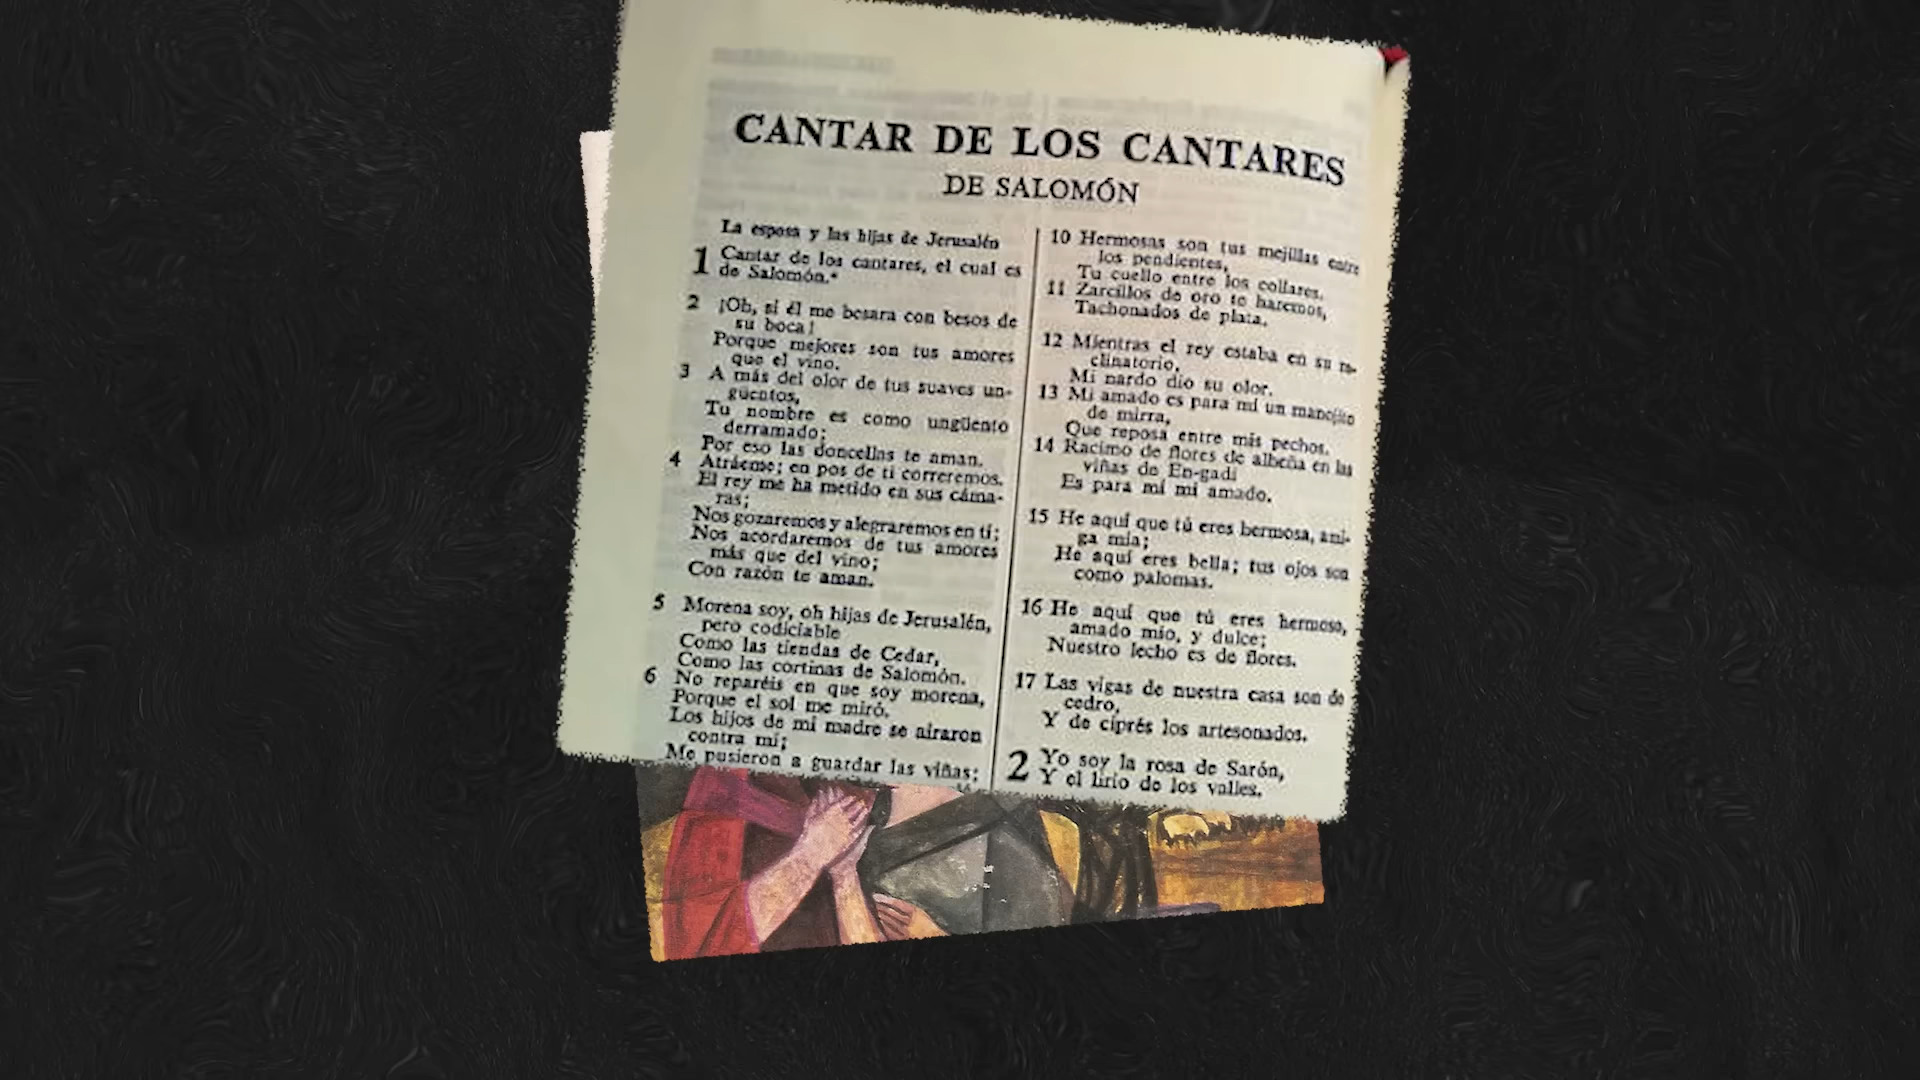 CANTAR DE LOS CANTARES
DE SALOMÓN
La esposa y las hijas de Jerusalén
1 Cantar de los cantares, el cual es
de Salomón.*
2 ¡Oh, si él me besara con besos de
su boca!
Porque mejores son tus amores
que el vino.
3 A más del olor de tus suaves un-
güentos,
Tu nombre es como ungüento
derramado;
Por eso las doncellas te aman.
4 Atráeme; en pos de ti correremos.
El rey me ha metido en sus cáma-
ras;
Nos gozaremos y alegraremos en ti;
Nos acordaremos de tus amores
más que del vino;
Con razón te aman.
5 Morena soy, oh hijas de Jerusalén,
pero codiciable
Como las tiendas de Cedar,
Como las cortinas de Salomón.
6 No reparéis en que soy morena,
Porque el sol me miró.
Los hijos de mi madre se airaron
contra mí;
Me pusieron a guardar las viñas;
10 Hermosas son tus mejillas entre
los pendientes,
Tu cuello entre los collares.
11 Zarcillos de oro te haremos,
Tachonados de plata.
12 Mientras el rey estaba en su re-
clinatorio,
Mi nardo dio su olor.
13 Mi amado es para mí un manojito
de mirra,
Que reposa entre mis pechos.
14 Racimo de flores de alheña en las
viñas de En-gadi
Es para mí mi amado.
15 He aquí que tú eres hermosa, ami-
ga mía;
He aquí eres bella; tus ojos son
como palomas.
16 He aquí que tú eres hermoso,
amado mío, y dulce;
Nuestro lecho es de flores.
17 Las vigas de nuestra casa son de
cedro,
Y de ciprés los artesonados.
2 Yo soy la rosa de Sarón,
Y el lirio de los valles.